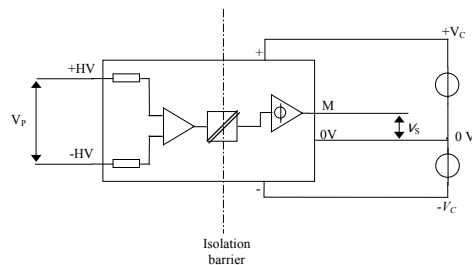 +V_C
+
+HV
V_P
M
0V
V_S
0 V
-HV
-
-V_C
Isolation
barrier